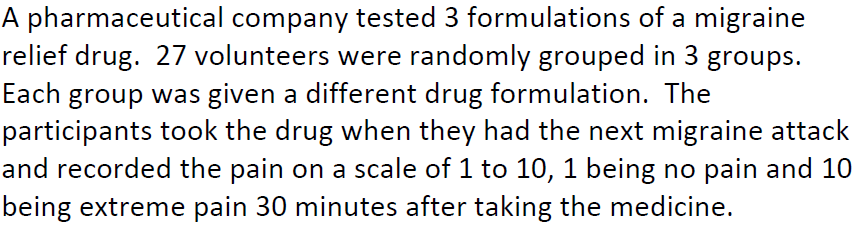 A pharmaceutical company tested 3 formulations of a migraine
relief drug.  27 volunteers were randomly grouped in 3 groups.
Each group was given a different drug formulation.  The
participants took the drug when they had the next migraine attack
and recorded the pain on a scale of 1 to 10, 1 being no pain and 10
being extreme pain 30 minutes after taking the medicine.